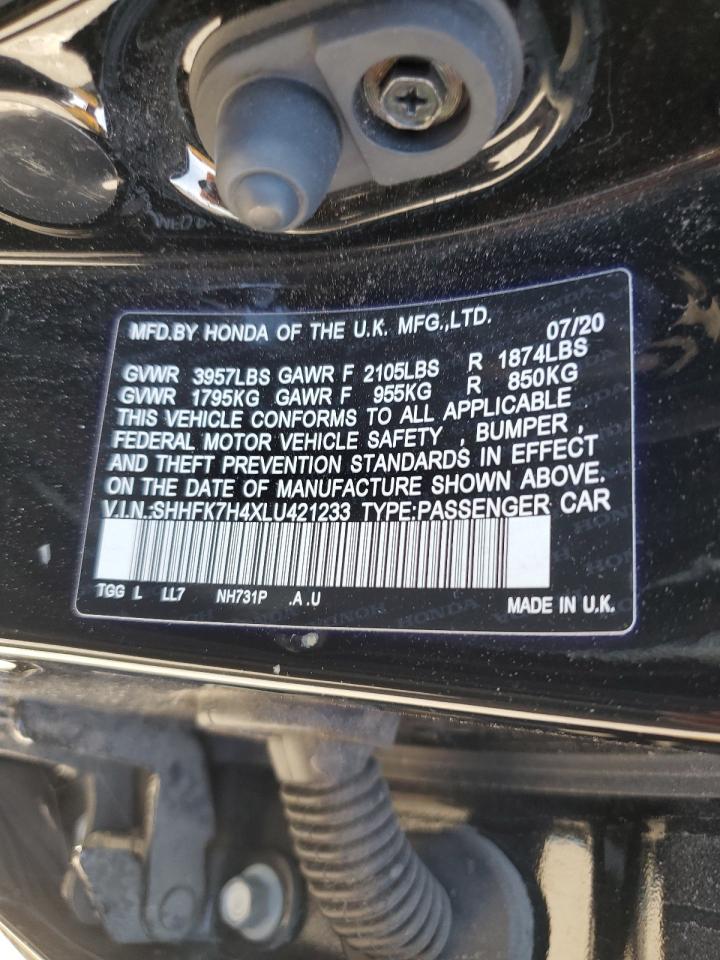 MFD.BY HONDA OF THE U.K. MFG.,LTD. 07/20
GVWR 3957LBS GAWR F 2105LBS R 1874LBS
GVWR 1795KG GAWR F 955KG R 850KG
THIS VEHICLE CONFORMS TO ALL APPLICABLE
FEDERAL MOTOR VEHICLE SAFETY , BUMPER ,
AND THEFT PREVENTION STANDARDS IN EFFECT
ON THE DATE OF MANUFACTURE SHOWN ABOVE.
V.I.N.:SHHFK7H4XLU421233 TYPE:PASSENGER CAR
TGG L LL7 NH731P .A .U MADE IN U.K.